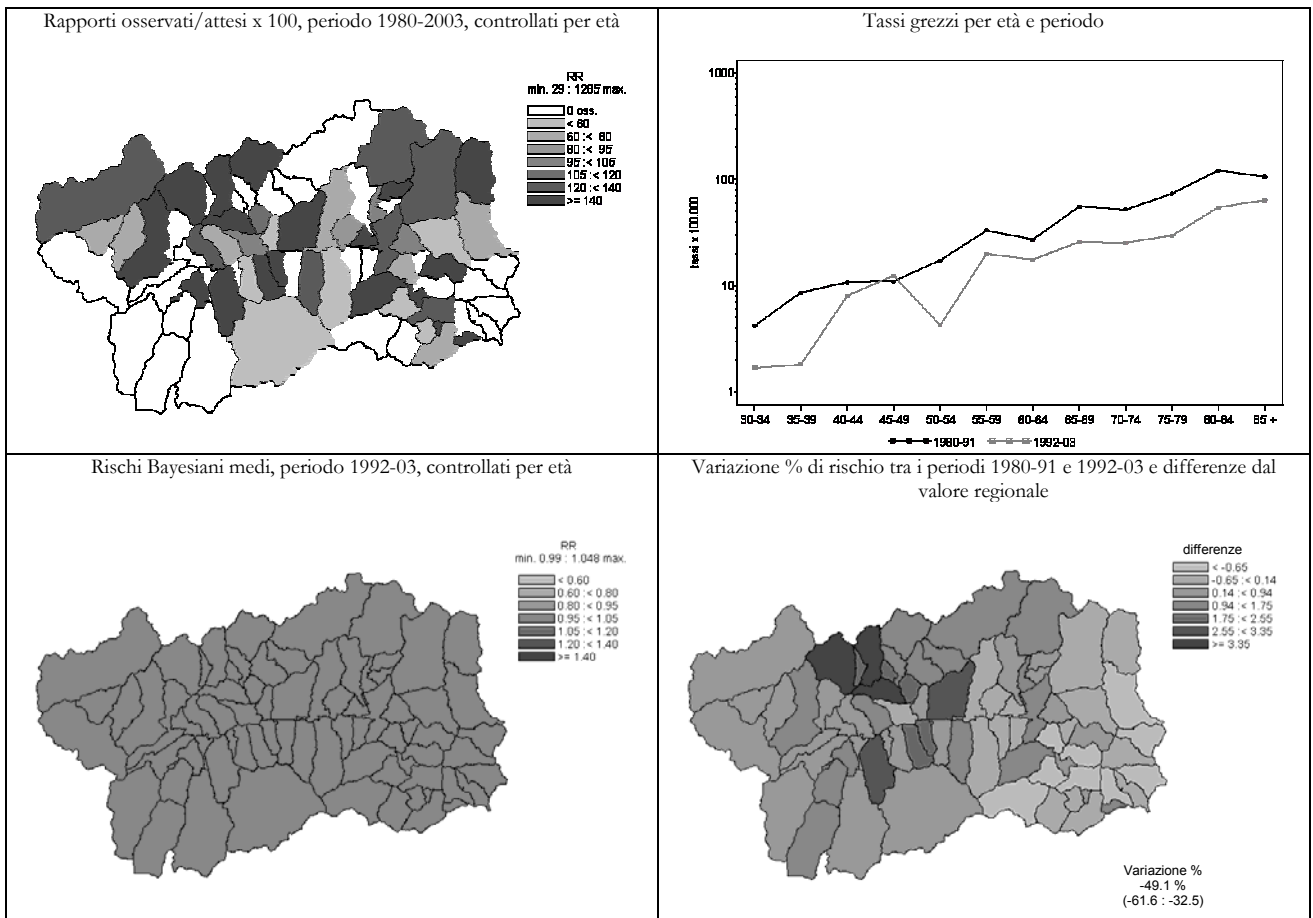 Rapporti osservati/attesi x 100, periodo 1980-2003, controllati per età
RR
min. 29 : 1265 max.
0 oss.
< 60
60 :< 80
80 :< 95
95 :< 105
105 :< 120
120 :< 140
>= 140
Tassi grezzi per età e periodo
1000
100
10
1
tassi x 100.000
30-34 35-39 40-44 45-49 50-54 55-59 60-64 65-69 70-74 75-79 80-84 85 +
1980-91 1992-03
Rischi Bayesiani medi, periodo 1992-03, controllati per età
RR
min. 0.99 : 1.048 max.
< 0.60
0.60 :< 0.80
0.80 :< 0.95
0.95 :< 1.05
1.05 :< 1.20
1.20 :< 1.40
>= 1.40
Variazione % di rischio tra i periodi 1980-91 e 1992-03 e differenze dal
valore regionale
differenze
< -0.65
-0.65 :< 0.14
0.14 :< 0.94
0.94 :< 1.75
1.75 :< 2.55
2.55 :< 3.35
>= 3.35
Variazione %
-49.1 %
(-61.6 : -32.5)